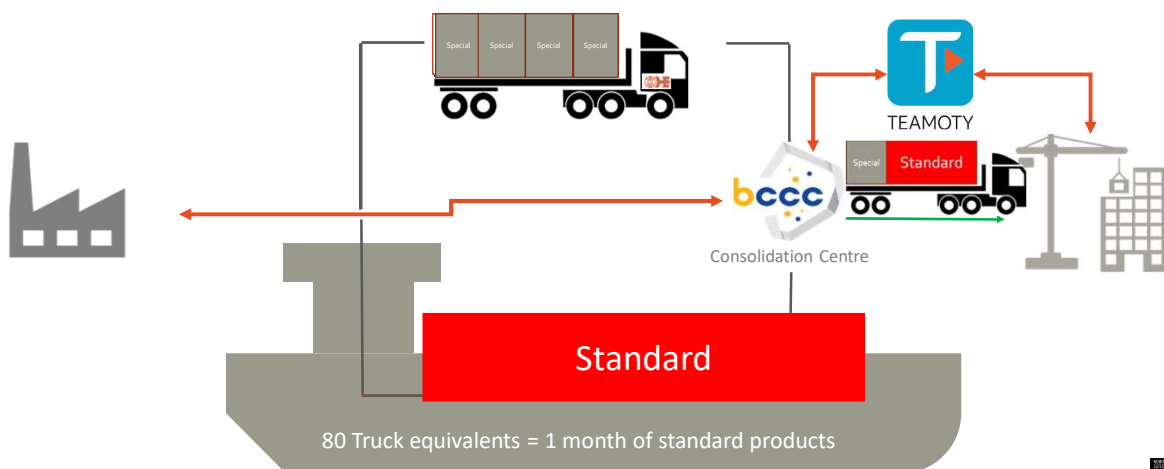 Special Special Special Special
TEAMOTY
Special Standard
bccc
Consolidation Centre
Standard
80 Truck equivalents = 1 month of standard products